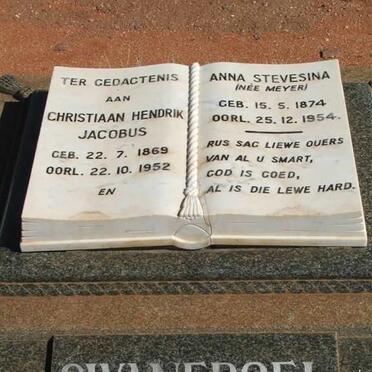 TER GEDACTENIS
AAN
CHRISTIAAN HENDRIK
JACOBUS
GEB. 22. 7. 1869
OORL. 22. 10. 1952
EN
ANNA STEVESINA
(NÉE MEYER)
GEB. 15. 5. 1874
OORL. 25. 12. 1954.
RUS SAG LIEWE OUERS
VAN AL U SMART,
GOD IS GOED,
AL IS DIE LEWE HARD.